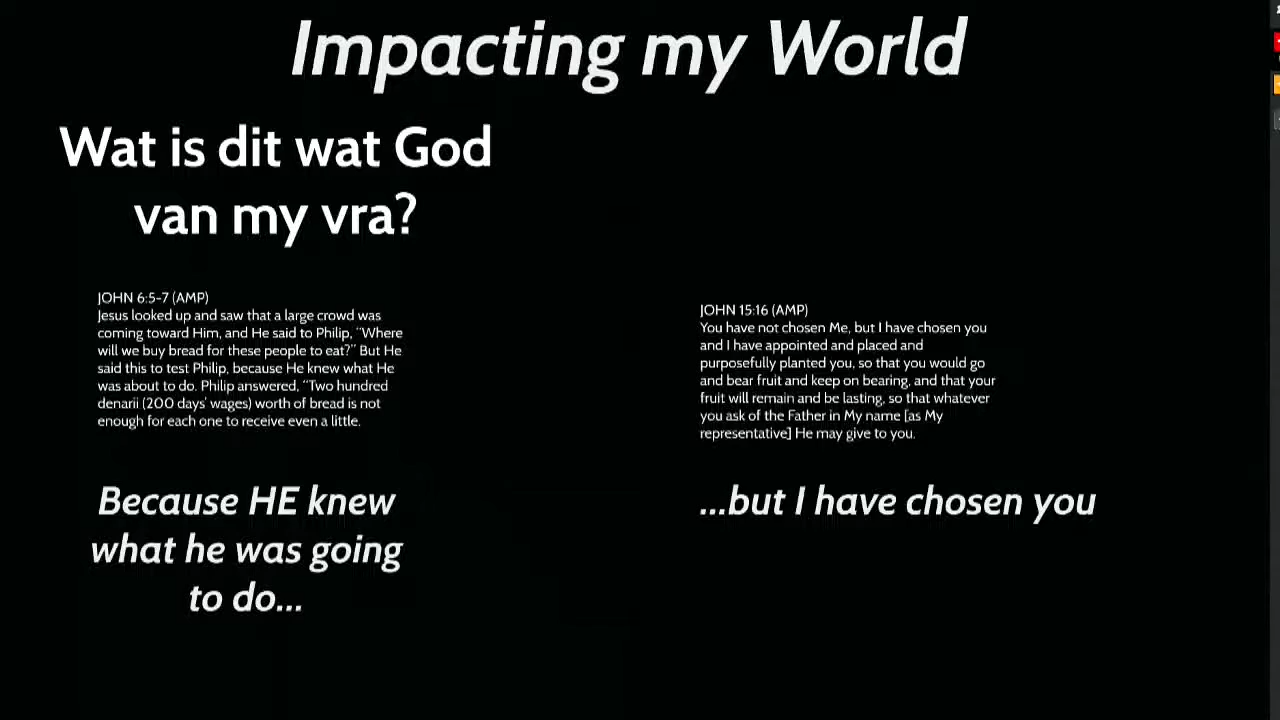 Impacting my World
Wat is dit wat God
van my vra?
JOHN 6:5-7 (AMP)
Jesus looked up and saw that a large crowd was
coming toward Him, and He said to Philip, “Where
will we buy bread for these people to eat?” But He
said this to test Philip, because He knew what He
was about to do. Philip answered, “Two hundred
denarii (200 days’ wages) worth of bread is not
enough for each one to receive even a little.
Because HE knew
what he was going
to do...
JOHN 15:16 (AMP)
You have not chosen Me, but I have chosen you
and I have appointed and placed and
purposefully planted you, so that you would go
and bear fruit and keep on bearing, and that your
fruit will remain and be lasting, so that whatever
you ask of the Father in My name [as My
representative] He may give to you.
...but I have chosen you